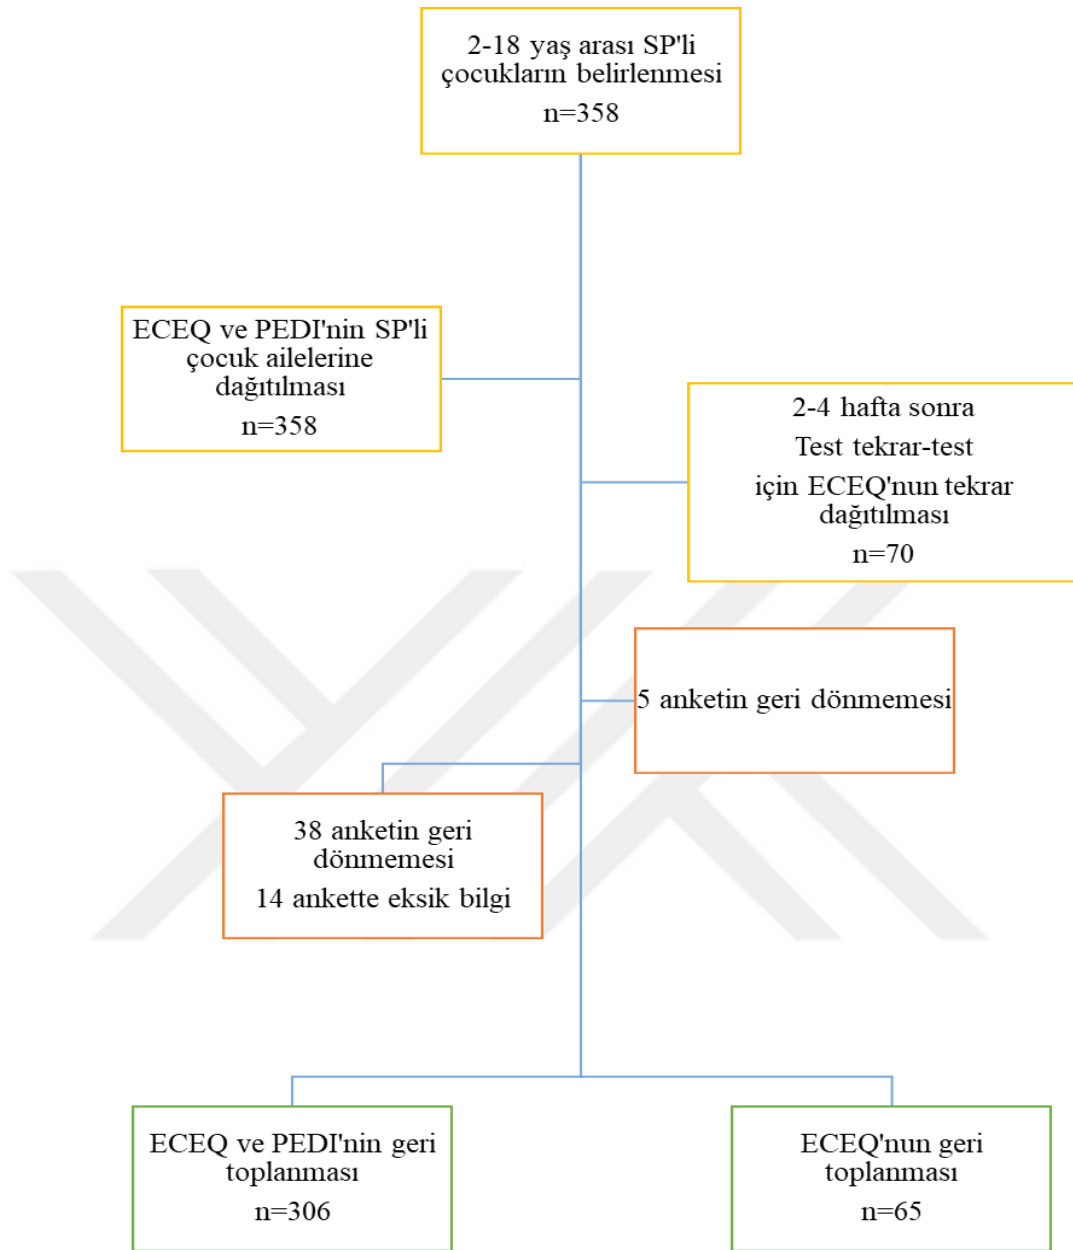 2-18 yaş arası SP'li
çocukların belirlenmesi
n=358
ECEQ ve PEDI'nin SP'li
çocuk ailelerine
dağıtılması
n=358
2-4 hafta sonra
Test tekrar-test
için ECEQ'nun tekrar
dağıtılması
n=70
5 anketin geri dönmemesi
38 anketin geri
dönmemesi
14 ankette eksik bilgi
ECEQ ve PEDI'nin geri
toplanması
n=306
ECEQ'nun geri
toplanması
n=65